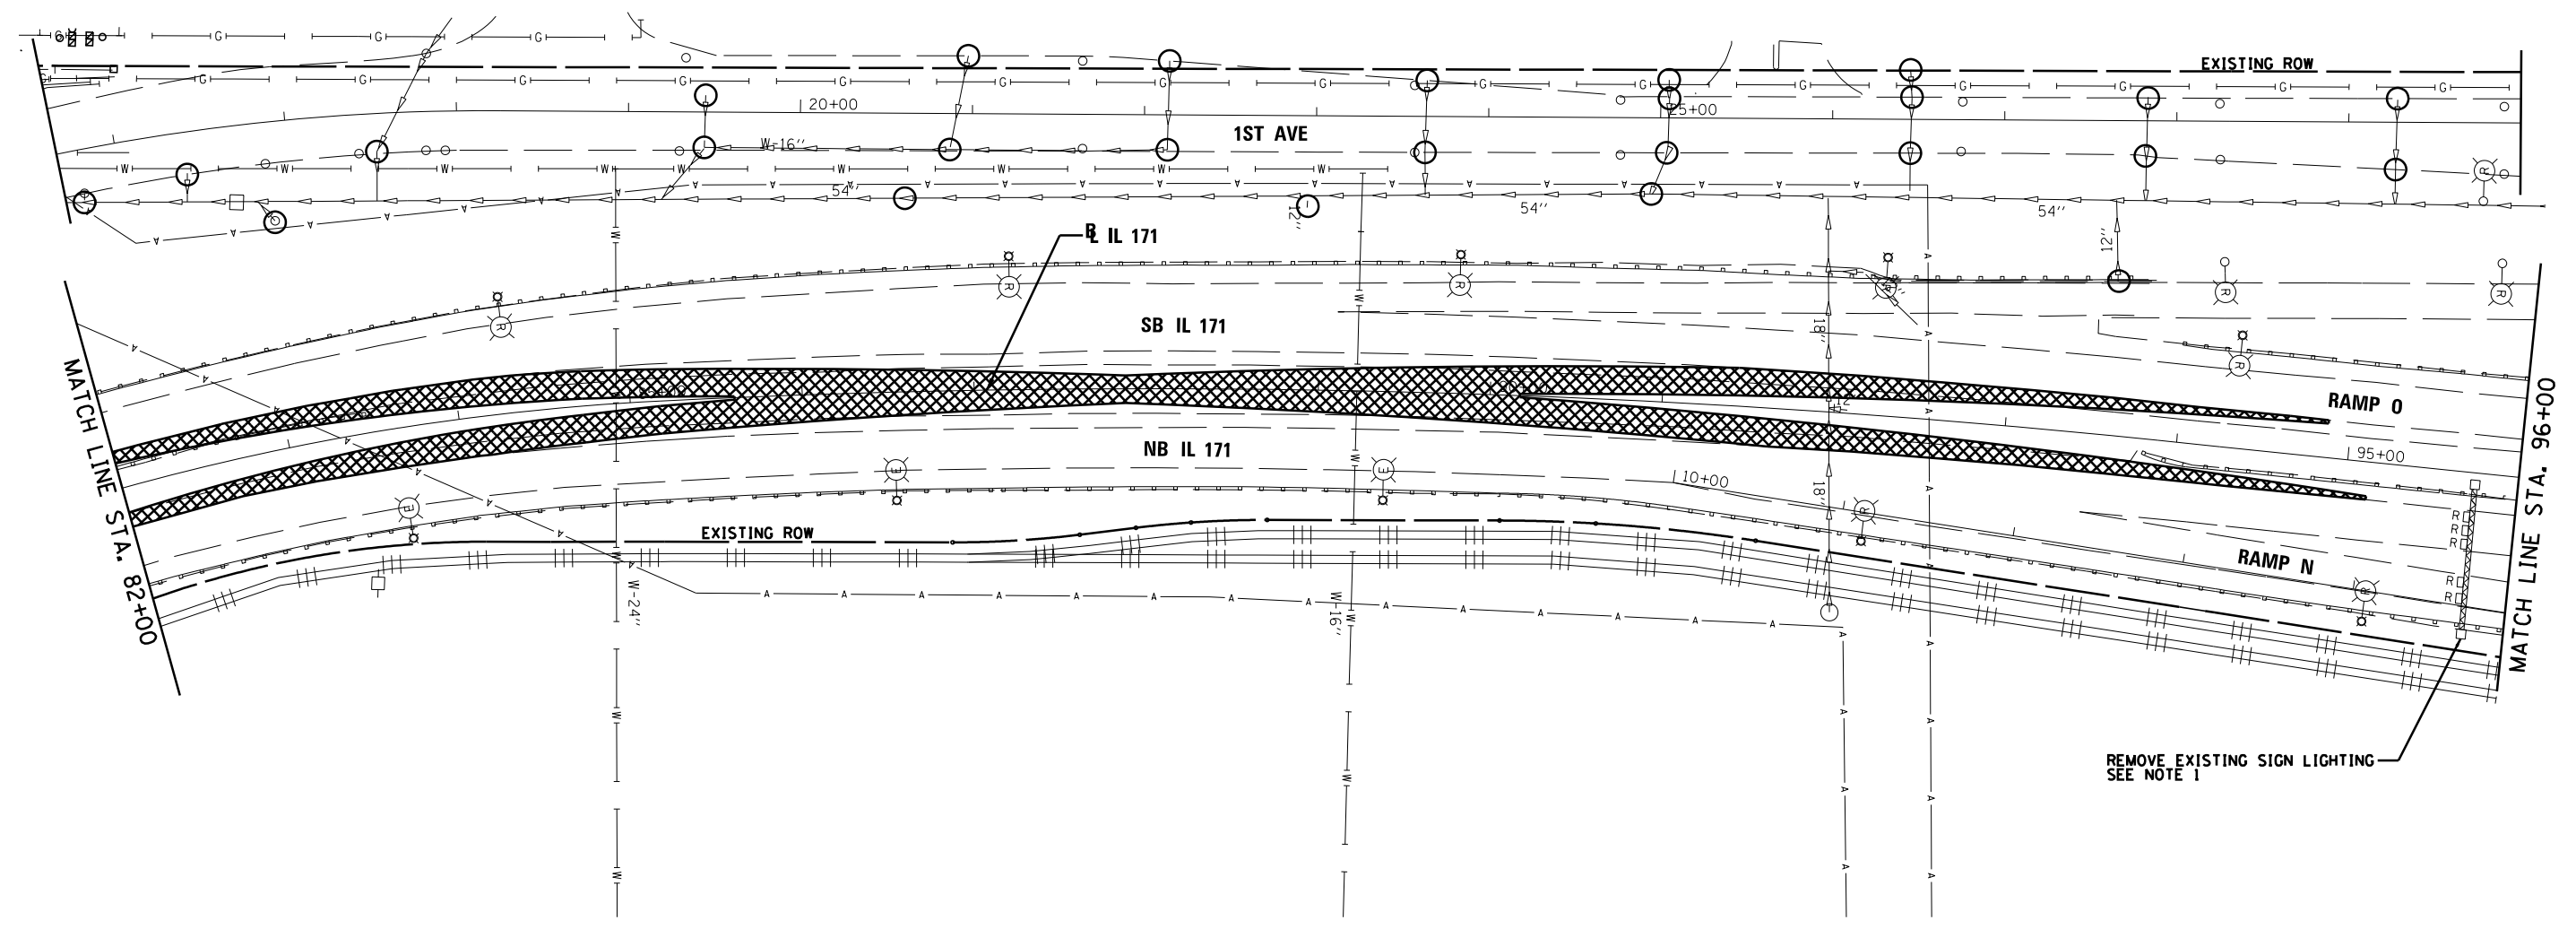 EXISTING ROW
20+00
25+00
1ST AVE
W-16''
54''
54''
54''
12''
12''
BL IL 171
SB IL 171
18''
RAMP O
NB IL 171
95+00
10+00
18''
EXISTING ROW
RAMP N
W-24''
W-16''
MATCH LINE STA. 82+00
MATCH LINE STA. 96+00
REMOVE EXISTING SIGN LIGHTING
SEE NOTE 1